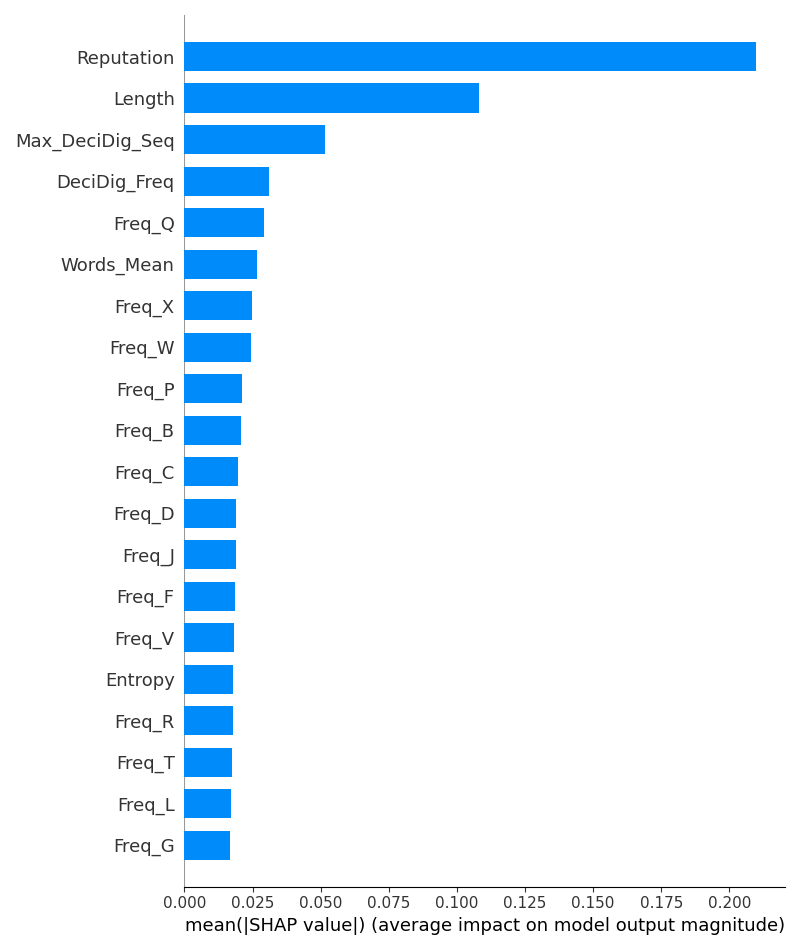 Reputation
Length
Max_DeciDig_Seq
DeciDig_Freq
Freq_Q
Words_Mean
Freq_X
Freq_W
Freq_P
Freq_B
Freq_C
Freq_D
Freq_J
Freq_F
Freq_V
Entropy
Freq_R
Freq_T
Freq_L
Freq_G
0.000 0.025 0.050 0.075 0.100 0.125 0.150 0.175 0.200
mean(|SHAP value|) (average impact on model output magnitude)